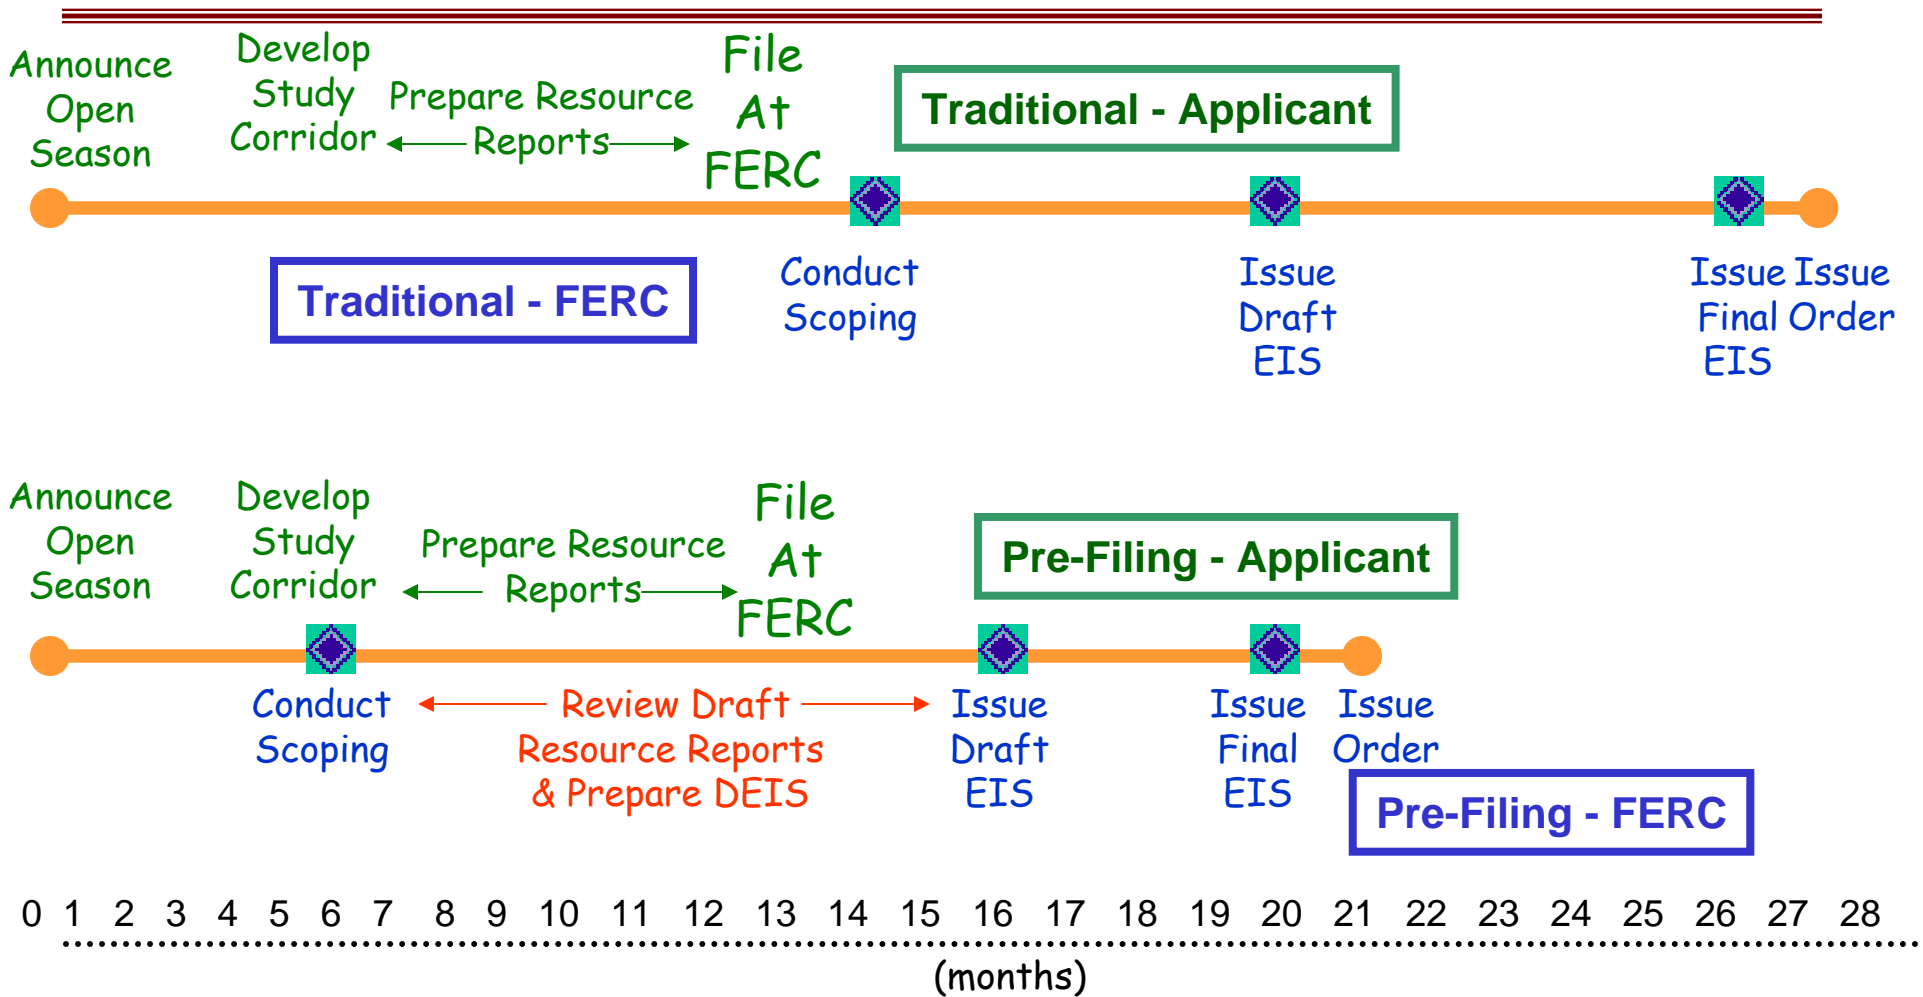 Announce
Open
Season
Develop
Study
Corridor
Prepare Resource
Reports
File
At
FERC
Traditional - Applicant
Traditional - FERC
Conduct
Scoping
Issue
Draft
EIS
Issue
Final
EIS
Issue
Order
Announce
Open
Season
Develop
Study
Corridor
Prepare Resource
Reports
File
At
FERC
Pre-Filing - Applicant
Conduct
Scoping
Review Draft
Resource Reports
& Prepare DEIS
Issue
Draft
EIS
Issue
Final
EIS
Issue
Order
Pre-Filing - FERC
0 1 2 3 4 5 6 7 8 9 10 11 12 13 14 15 16 17 18 19 20 21 22 23 24 25 26 27 28
(months)